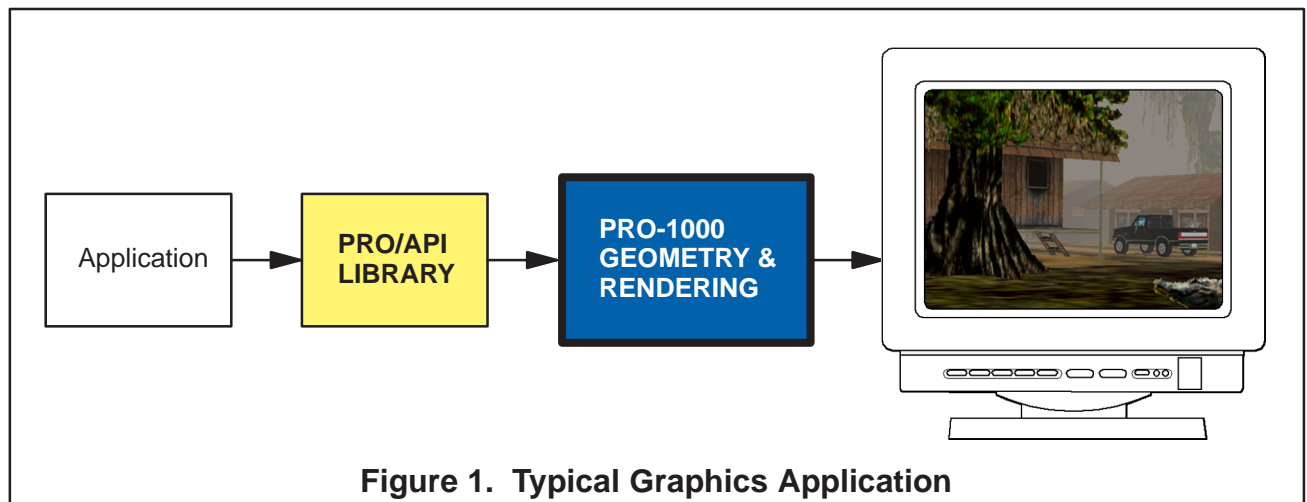 Application
PRO/API
LIBRARY
PRO-1000
GEOMETRY &
RENDERING
Figure 1. Typical Graphics Application